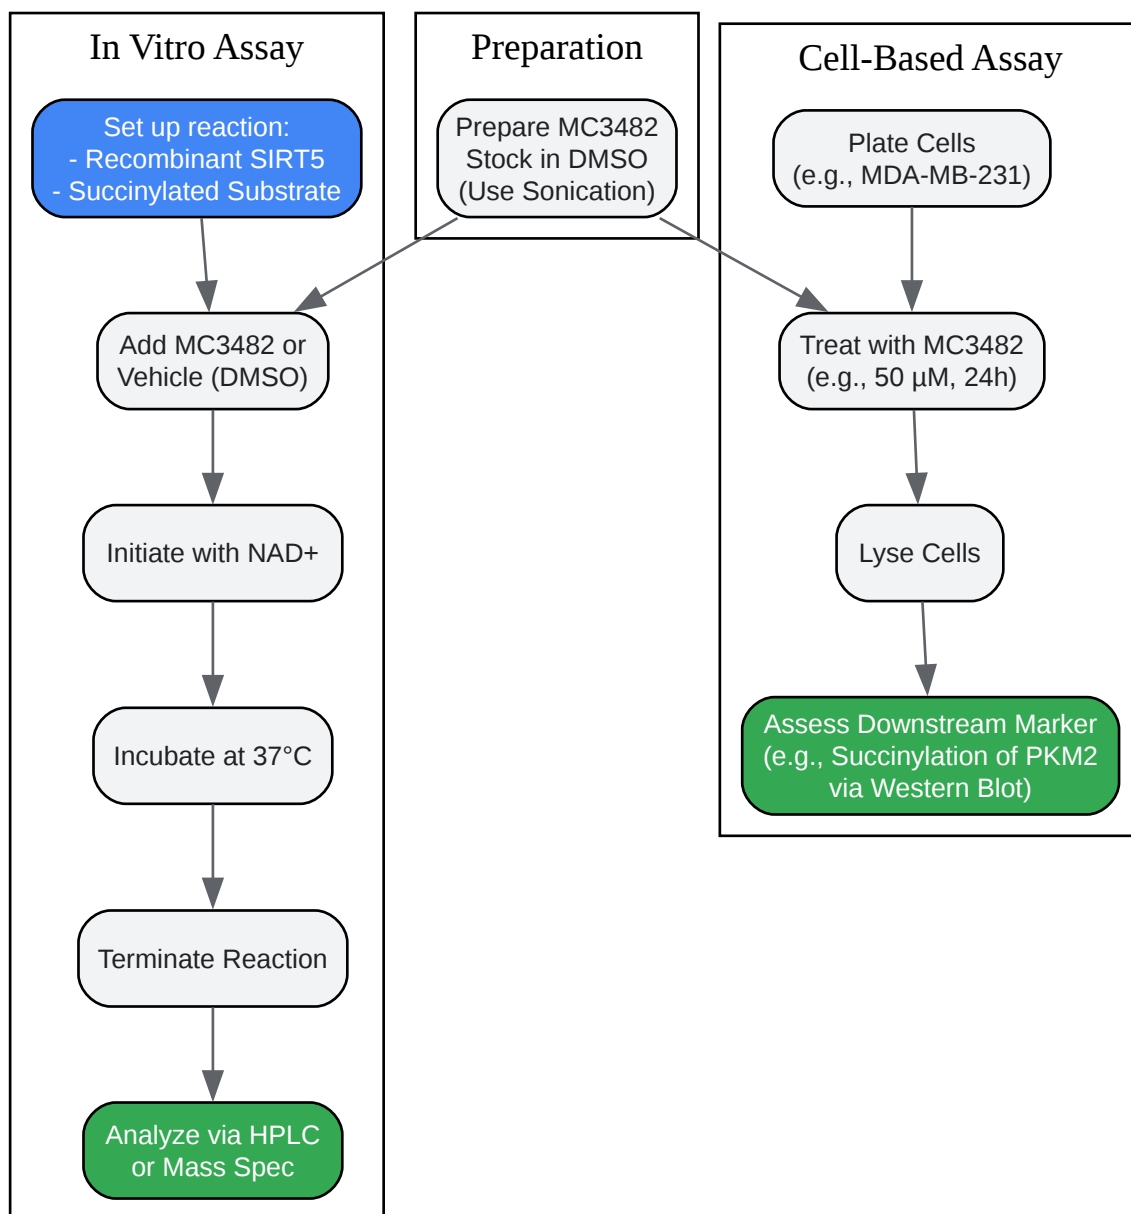 In Vitro Assay
Set up reaction:
- Recombinant SIRT5
- Succinylated Substrate
Add MC3482 or
Vehicle (DMSO)
Initiate with NAD+
Incubate at 37°C
Terminate Reaction
Analyze via HPLC
or Mass Spec
Preparation
Prepare MC3482
Stock in DMSO
(Use Sonication)
Cell-Based Assay
Plate Cells
(e.g., MDA-MB-231)
Treat with MC3482
(e.g., 50 µM, 24h)
Lyse Cells
Assess Downstream Marker
(e.g., Succinylation of PKM2
via Western Blot)